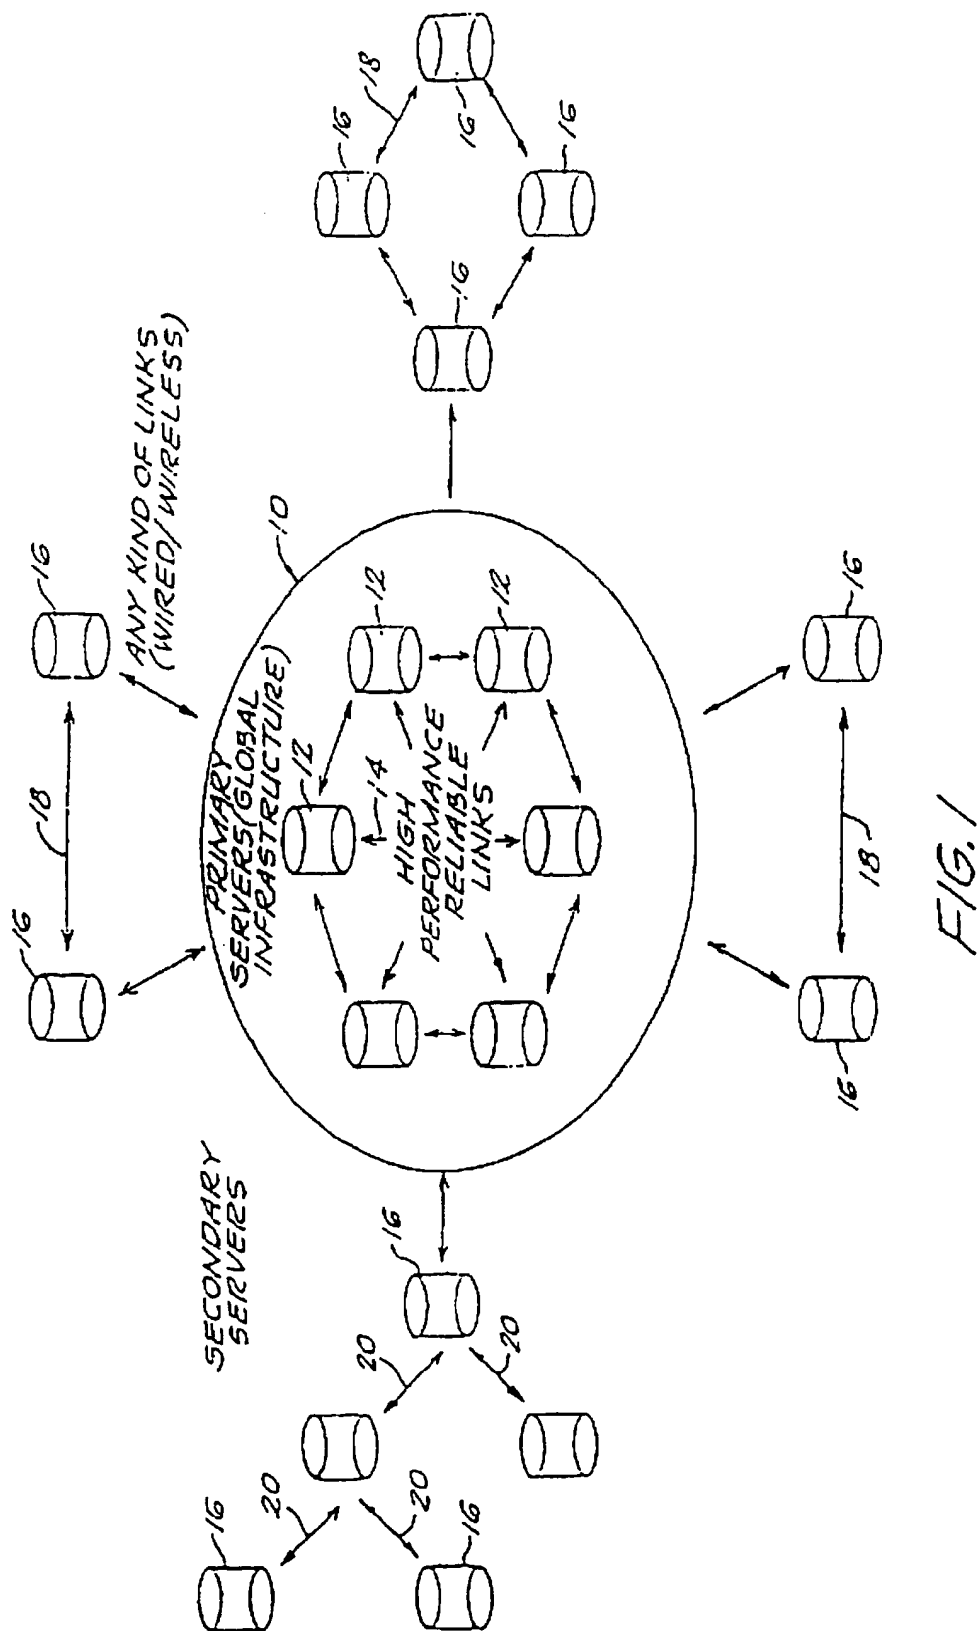 16
18
16
ANY KIND OF LINKS
(WIRED/WIRELESS)
SECONDARY
SERVERS
PRIMARY
SERVERS(GLOBAL
INFRASTRUCTURE)
16
20
10
12
16
20
14
12
18
16
HIGH
PERFORMANCE
RELIABLE
LINKS
20
16
16
16
12
20
16
16
16
18
FIG. 1